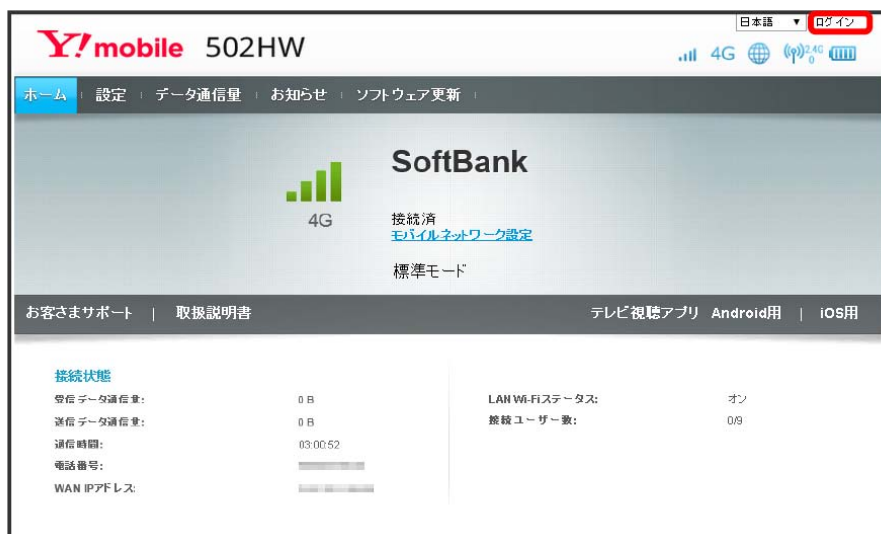 日本語 ▼ ログイン
Y!mobile 502HW
4G 2.4G 0
ホーム 設定 データ通信量 お知らせ ソフトウェア更新
SoftBank
4G
接続済
モバイルネットワーク設定
標準モード
お客さまサポート | 取扱説明書 テレビ視聴アプリ Android用 | iOS用
接続状態
受信データ通信量: 0 B LAN Wi-Fiステータス: オン
送信データ通信量: 0 B 接続ユーザー数: 0/9
通信時間: 03:00:52
電話番号:
WAN IPアドレス: